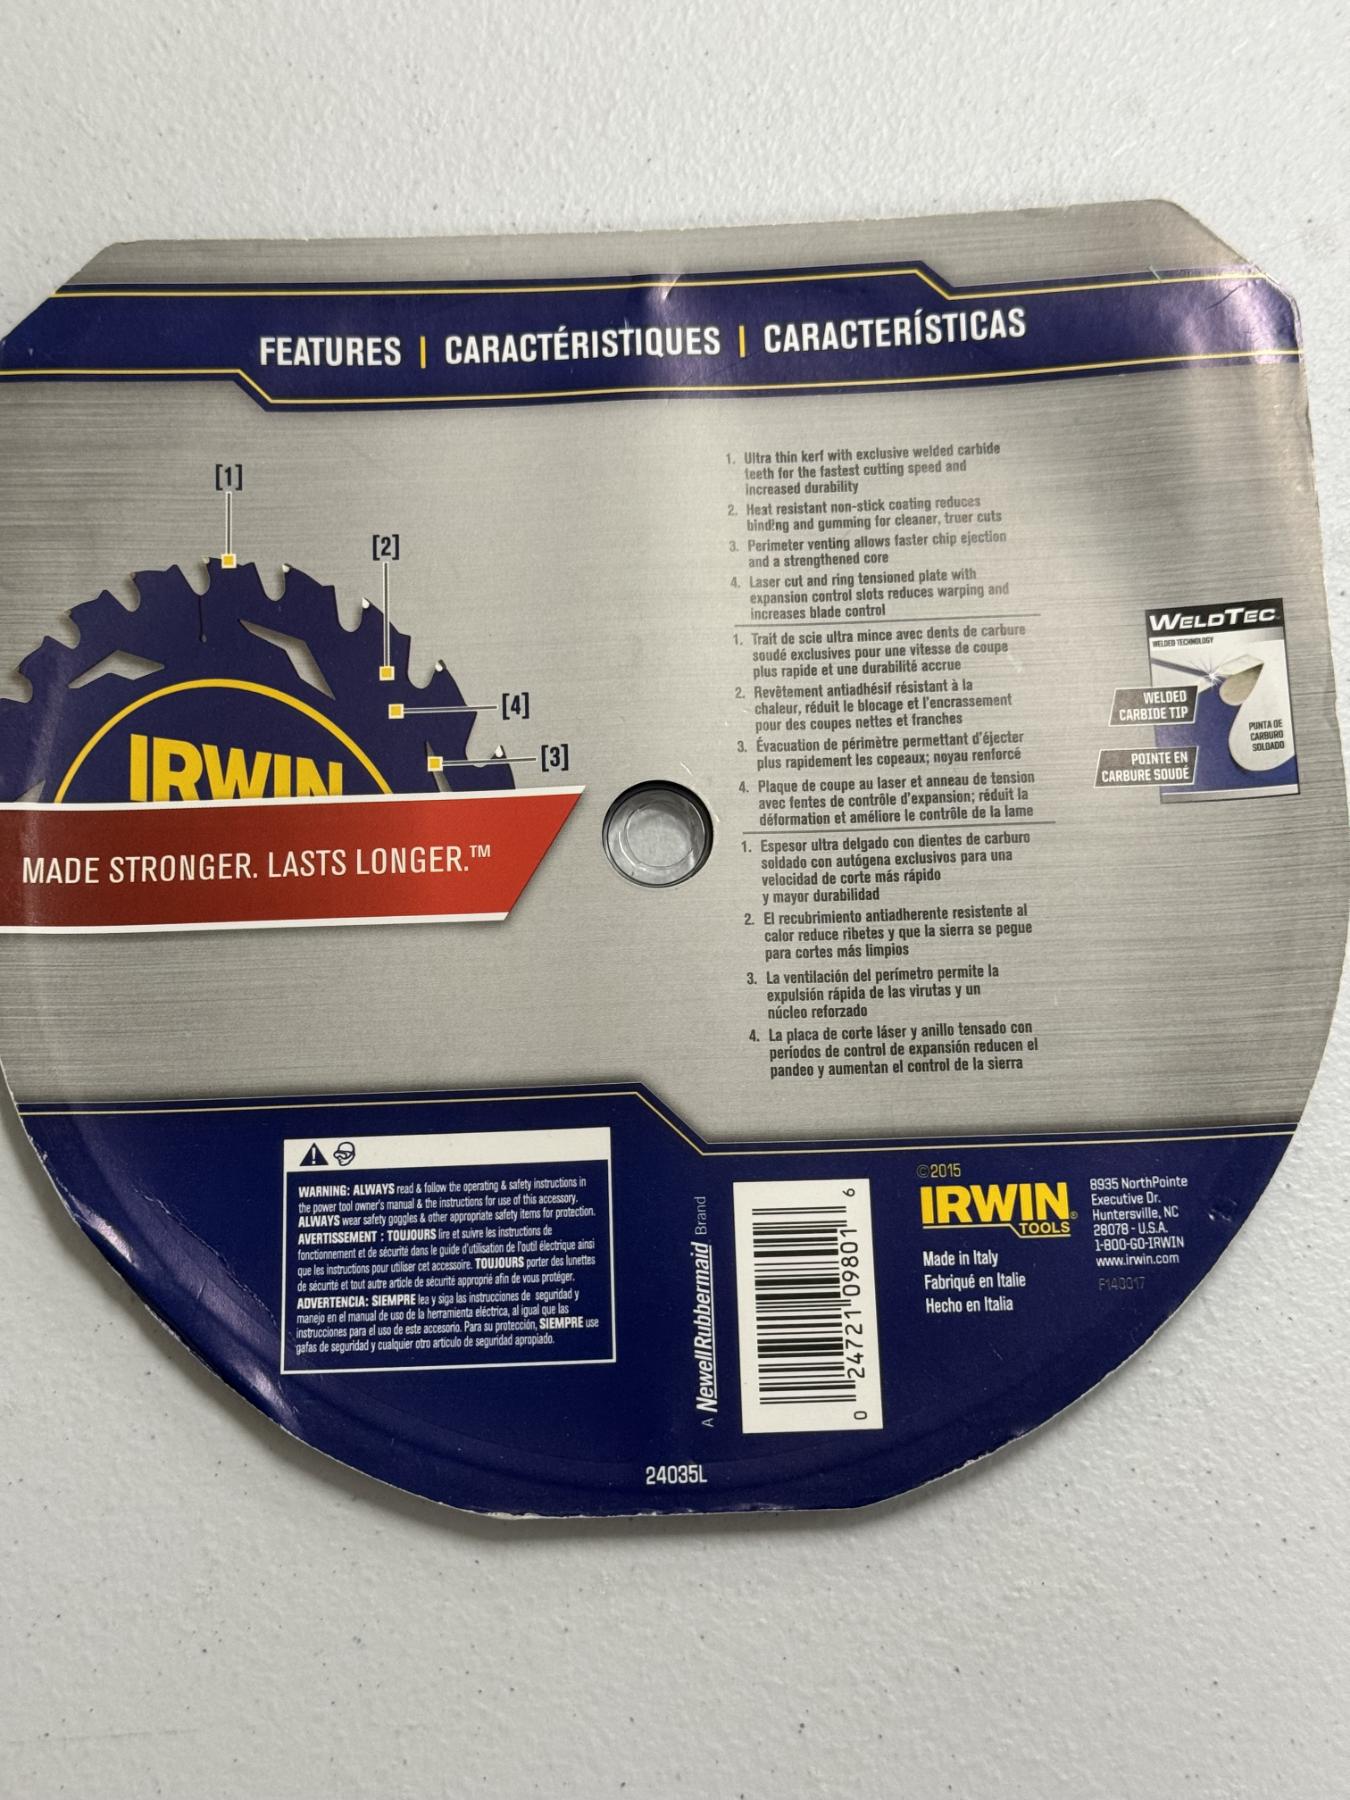 FEATURES | CARACTÉRISTIQUES | CARACTERÍSTICAS
[1]
[2]
[4]
[3]
IRWIN
MADE STRONGER. LASTS LONGER.™
1. Ultra thin kerf with exclusive welded carbide
teeth for the fastest cutting speed and
increased durability
2. Heat resistant non-stick coating reduces
binding and gumming for cleaner, truer cuts
3. Perimeter venting allows faster chip ejection
and a strengthened core
4. Laser cut and ring tensioned plate with
expansion control slots reduces warping and
increases blade control
1. Trait de scie ultra mince avec dents de carbure
soudé exclusives pour une vitesse de coupe
plus rapide et une durabilité accrue
2. Revêtement antiadhésif résistant à la
chaleur, réduit le blocage et l'encrassement
pour des coupes nettes et franches
3. Évacuation de périmètre permettant d'éjecter
plus rapidement les copeaux; noyau renforcé
4. Plaque de coupe au laser et anneau de tension
avec fentes de contrôle d'expansion; réduit la
déformation et améliore le contrôle de la lame
1. Espesor ultra delgado con dientes de carburo
soldado con autógena exclusivos para una
velocidad de corte más rápido
y mayor durabilidad
2. El recubrimiento antiadherente resistente al
calor reduce ribetes y que la sierra se pegue
para cortes más limpios
3. La ventilación del perímetro permite la
expulsión rápida de las virutas y un
núcleo reforzado
4. La placa de corte láser y anillo tensado con
períodos de control de expansión reducen el
pandeo y aumentan el control de la sierra
WELDTEC
WELDED TECHNOLOGY
WELDED
CARBIDE TIP
PUNTA DE
CARBURO
SOLDADO
POINTE EN
CARBURE SOUDÉ
WARNING: ALWAYS read & follow the operating & safety instructions in
the power tool owner's manual & the instructions for use of this accessory.
ALWAYS wear safety goggles & other appropriate safety items for protection.
AVERTISSEMENT : TOUJOURS lire et suivre les instructions de
fonctionnement et de sécurité dans le guide d'utilisation de l'outil électrique ainsi
que les instructions pour utiliser cet accessoire. TOUJOURS porter des lunettes
de sécurité et tout autre article de sécurité approprié afin de vous protéger.
ADVERTENCIA: SIEMPRE lea y siga las instrucciones de seguridad y
manejo en el manual de uso de la herramienta eléctrica, al igual que las
instrucciones para el uso de este accesorio. Para su protección, SIEMPRE use
gafas de seguridad y cualquier otro artículo de seguridad apropiado.
A NewellRubbermaid Brand
0 24721 09801 6
©2015
IRWIN®
TOOLS
Made in Italy
Fabriqué en Italie
Hecho en Italia
8935 NorthPointe
Executive Dr.
Huntersville, NC
28078 - U.S.A.
1-800-GO-IRWIN
www.irwin.com
F140017
24035L